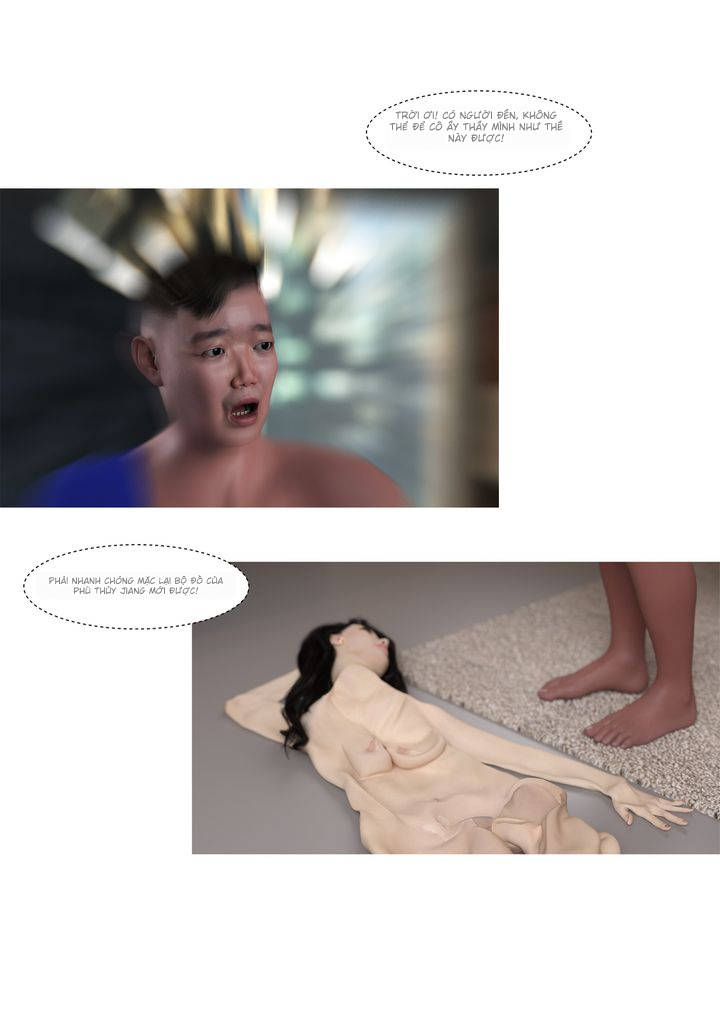 TRỜI ƠI! CÓ NGƯỜI ĐẾN, KHÔNG
THỂ ĐỂ CÔ ẤY THẤY MÌNH NHƯ THẾ
NÀY ĐƯỢC!
PHẢI NHANH CHÓNG MẶC LẠI BỘ ĐỒ CỦA
PHÙ THỦY JIANG MỚI ĐƯỢC!